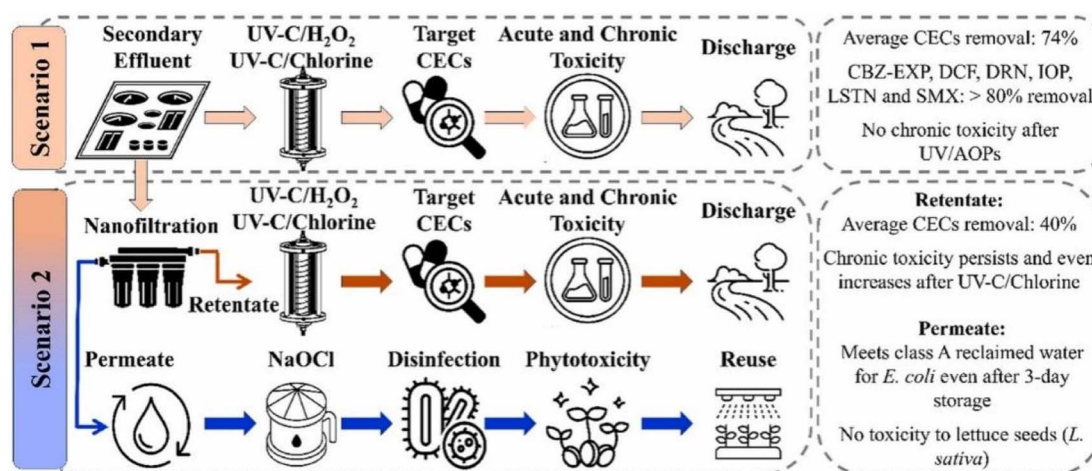 Scenario 1
Secondary
Effluent
UV-C/H₂O₂
UV-C/Chlorine
Target
CECs
Acute and Chronic
Toxicity
Discharge
Average CECs removal: 74%
CBZ-EXP, DCF, DRN, IOP,
LSTN and SMX: > 80% removal
No chronic toxicity after
UV/AOPs
Scenario 2
Nanofiltration
Retentate
UV-C/H₂O₂
UV-C/Chlorine
Target
CECs
Acute and Chronic
Toxicity
Discharge
Permeate
NaOCl
Disinfection
Phytotoxicity
Reuse
Retentate:
Average CECs removal: 40%
Chronic toxicity persists and even
increases after UV-C/Chlorine
Permeate:
Meets class A reclaimed water
for E. coli even after 3-day
storage
No toxicity to lettuce seeds (L.
sativa)